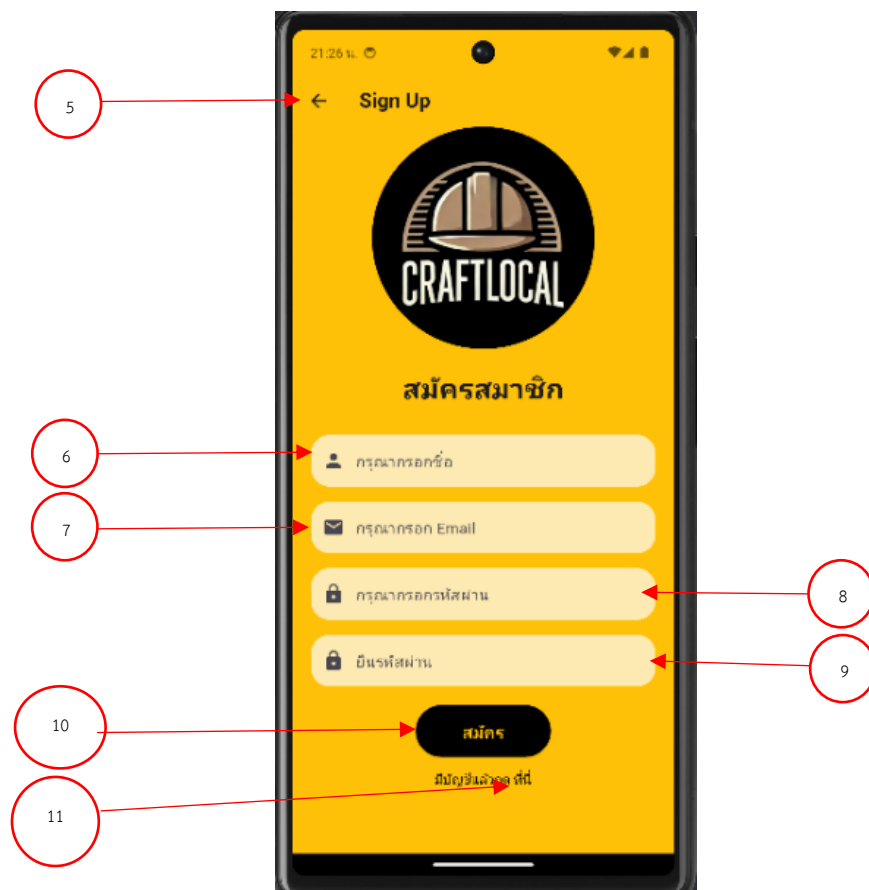 21:26 น.
5
Sign Up
CRAFTLOCAL
สมัครสมาชิก
6
กรุณากรอกชื่อ
7
กรุณากรอก Email
กรุณากรอกรหัสผ่าน
8
ยืนรหัสผ่าน
9
10
สมัคร
มีบัญชีแล้วกด ที่นี่
11